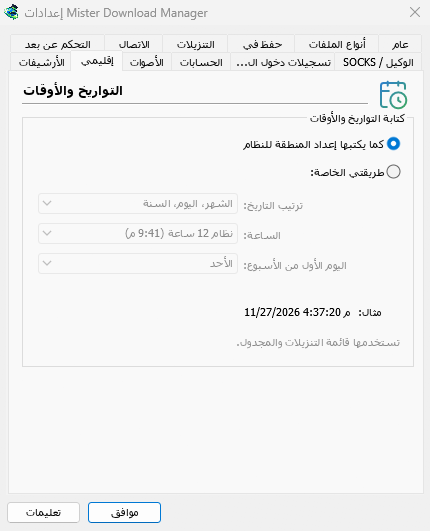 إعدادات Mister Download Manager
عام
أنواع الملفات
حفظ في
التنزيلات
الاتصال
التحكم عن بعد
الوكيل / SOCKS
تسجيلات دخول ال...
الحسابات
الأصوات
إقليمي
الأرشيفات
التواريخ والأوقات
كتابة التواريخ والأوقات
كما يكتبها إعداد المنطقة للنظام
طريقتي الخاصة:
ترتيب التاريخ: الشهر، اليوم، السنة
الساعة: نظام 12 ساعة (9:41 م)
اليوم الأول من الأسبوع: الأحد
مثال: 11/27/2026 4:37:20 م
تستخدمها قائمة التنزيلات والمجدول.
موافق
تعليمات